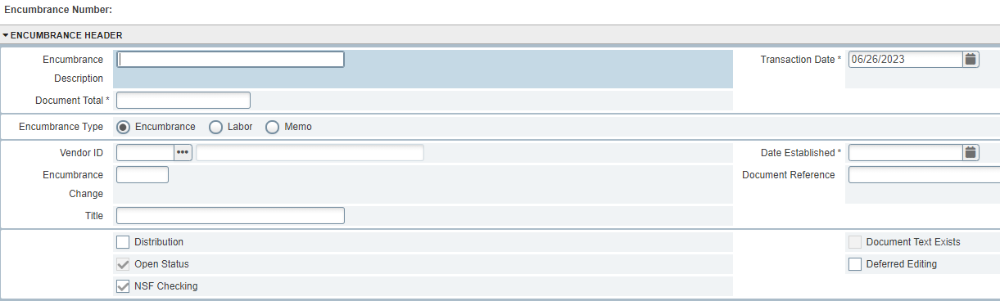 Encumbrance Number:
ENCUMBRANCE HEADER
Encumbrance Description
Transaction Date * 06/26/2023
Document Total *
Encumbrance Type Encumbrance Labor Memo
Vendor ID •••
Date Established *
Encumbrance Change
Document Reference
Title
Distribution
Document Text Exists
Open Status
Deferred Editing
NSF Checking